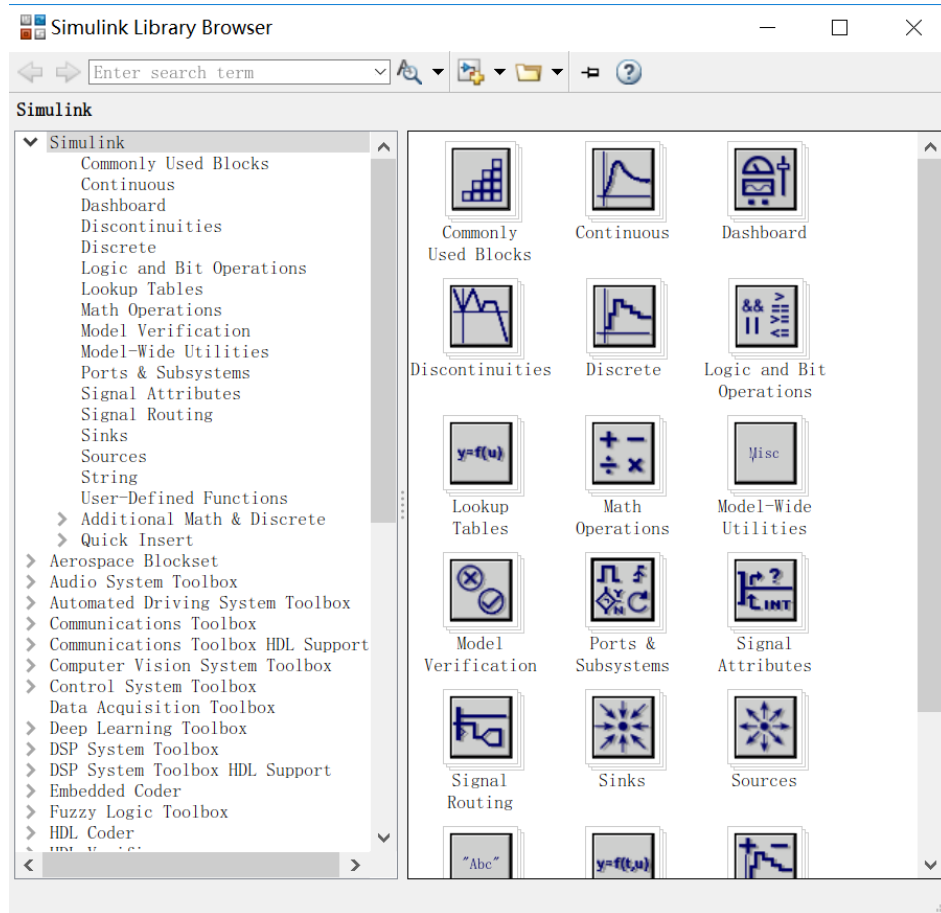 Simulink Library Browser
Enter search term
Simulink
Simulink
Commonly Used Blocks
Continuous
Dashboard
Discontinuities
Discrete
Logic and Bit Operations
Lookup Tables
Math Operations
Model Verification
Model-Wide Utilities
Ports & Subsystems
Signal Attributes
Signal Routing
Sinks
Sources
String
User-Defined Functions
Additional Math & Discrete
Quick Insert
Aerospace Blockset
Audio System Toolbox
Automated Driving System Toolbox
Communications Toolbox
Communications Toolbox HDL Support
Computer Vision System Toolbox
Control System Toolbox
Data Acquisition Toolbox
Deep Learning Toolbox
DSP System Toolbox
DSP System Toolbox HDL Support
Embedded Coder
Fuzzy Logic Toolbox
HDL Coder
Commonly
Used Blocks
Continuous
Dashboard
Discontinuities
Discrete
&& > == >= <= ||
Logic and Bit
Operations
y=f(u)
Lookup
Tables
+ − ÷ ×
Math
Operations
Misc
Model-Wide
Utilities
Model
Verification
Y
N
Ports &
Subsystems
?
INT
Signal
Attributes
Signal
Routing
Sinks
Sources
"Abc"
y=f(t,u)
+ −